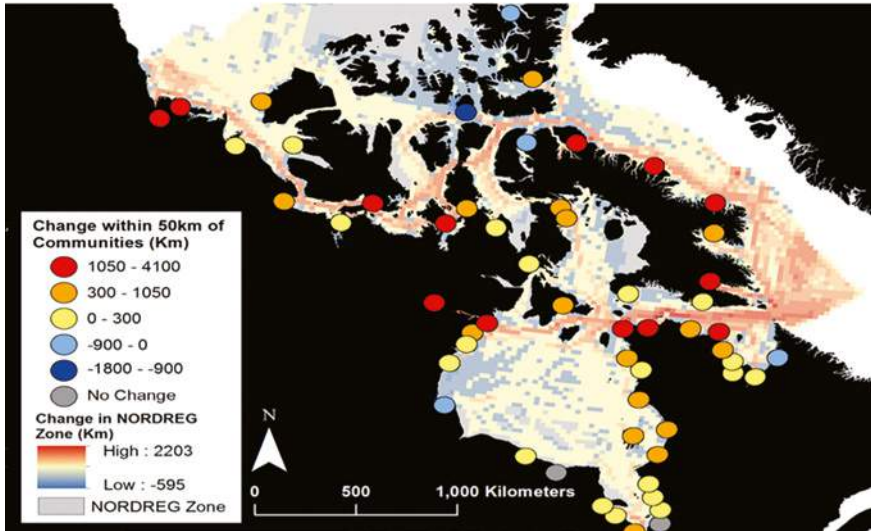 Change within 50km of
Communities (Km)
1050 - 4100
300 - 1050
0 - 300
-900 - 0
-1800 - -900
No Change
Change in NORDREG
Zone (Km)
High : 2203
Low : -595
NORDREG Zone
N
0 500 1,000 Kilometers